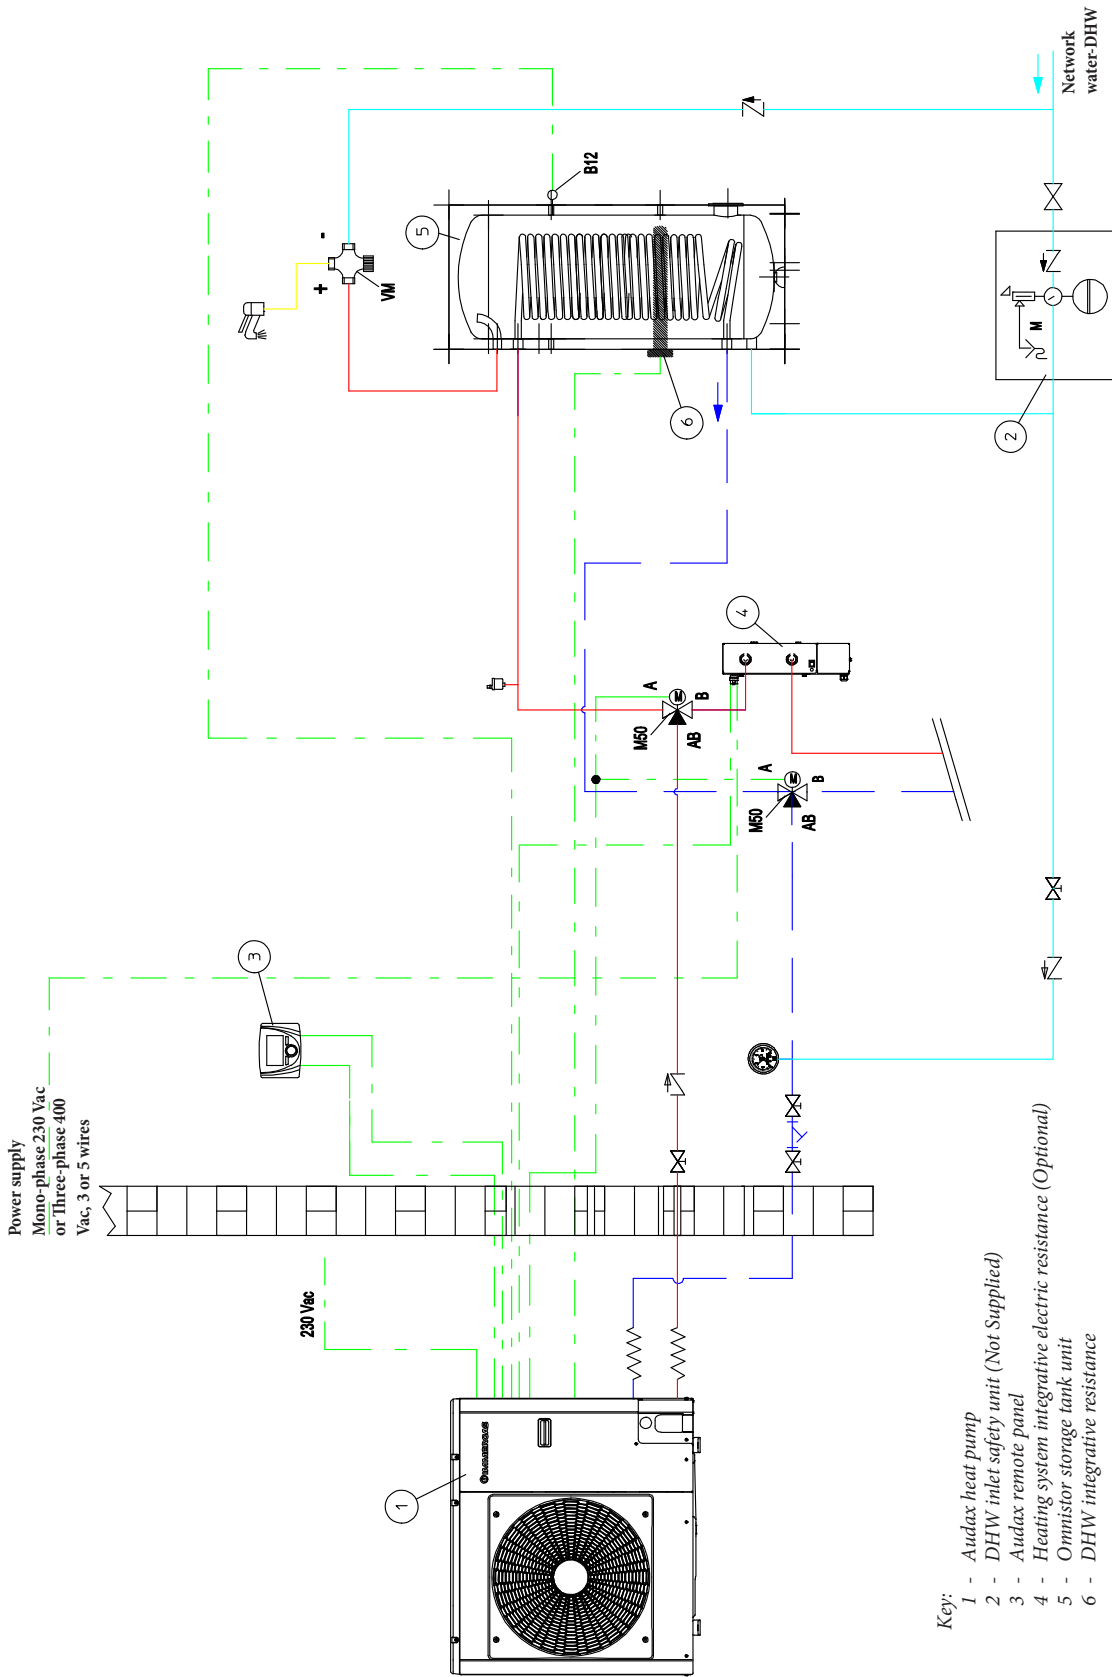 Power supply
Mono-phase 230 Vac
or Three-phase 400
Vac, 3 or 5 wires
230 Vac
IMMERGAS
1
3
M50
A
B
AB
M50
A
B
AB
4
+
-
VM
5
B12
6
M
M
M
2
Network
water-DHW
Key:
1 - Audax heat pump
2 - DHW inlet safety unit (Not Supplied)
3 - Audax remote panel
4 - Heating system integrative electric resistance (Optional)
5 - Omnistor storage tank unit
6 - DHW integrative resistance